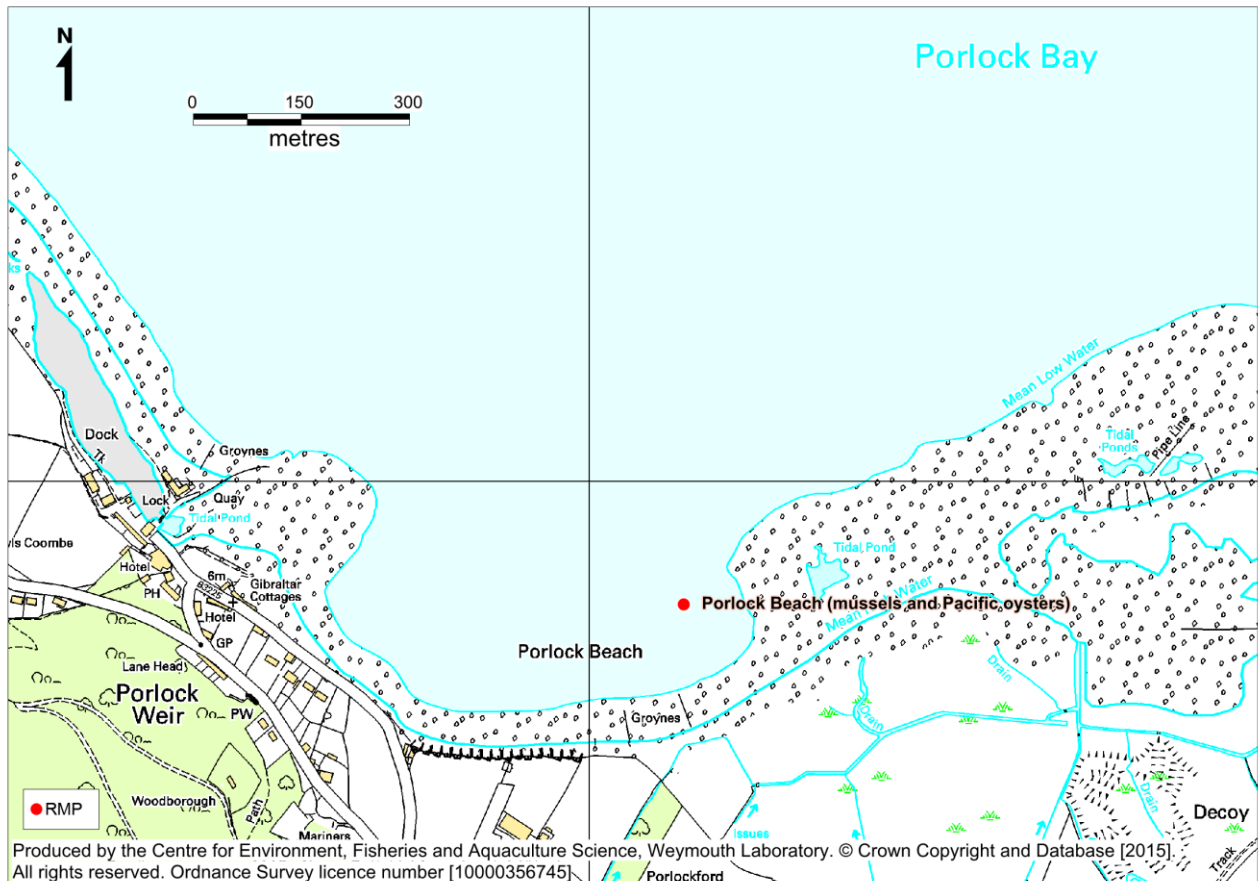 N
Porlock Bay
0 150 300
metres
ks
Dock
Tk
Groynes
Lock
Quay
Tidal Pond
wis Coombe
Hotel
PH
6m
B3225
Gibraltar
Cottages
Hotel
GP
Lane Head
Porlock
Weir
PW
Woodborough
Path
Mariners
Porlock Beach
Groynes
Mean Low Water
Tidal
Ponds
Pipe Line
Tidal Pond
Porlock Beach (mussels and Pacific oysters)
Mean Water
Drain
Drain
Drain
Issues
Decoy
Track
Porlockford
RMP
Produced by the Centre for Environment, Fisheries and Aquaculture Science, Weymouth Laboratory. © Crown Copyright and Database [2015].
All rights reserved. Ordnance Survey licence number [10000356745]